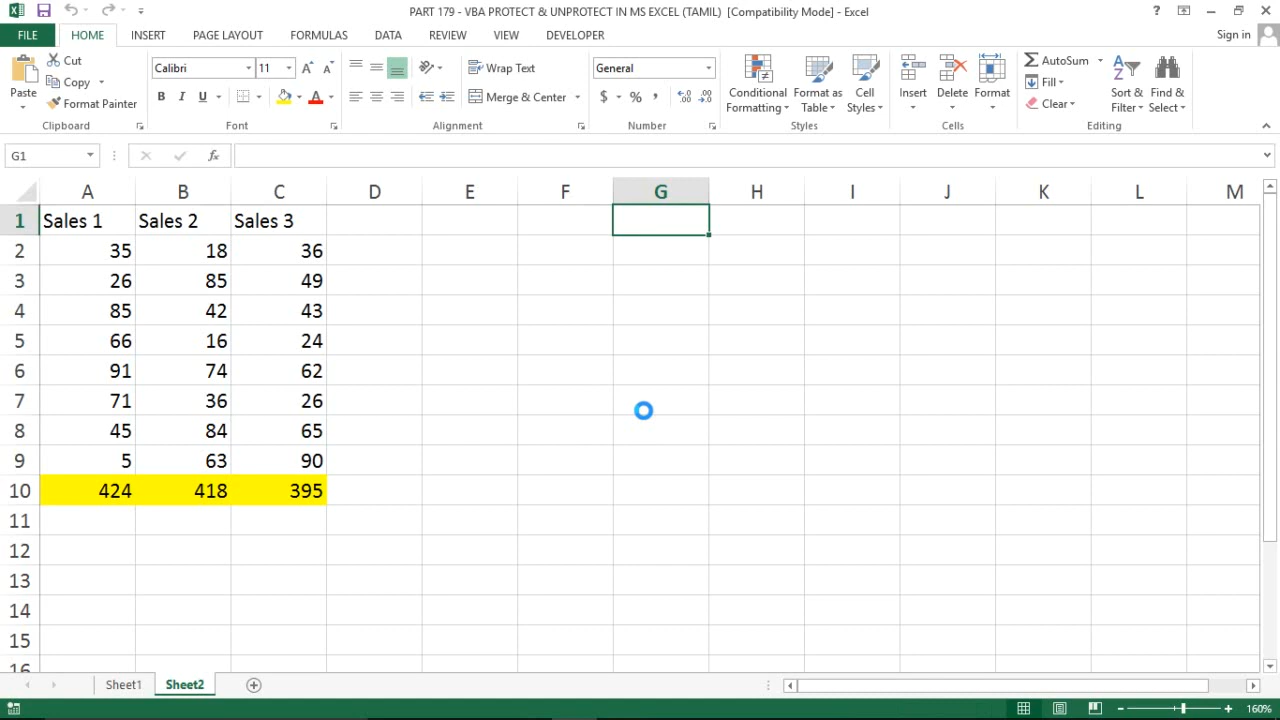 PART 179 - VBA PROTECT & UNPROTECT IN MS EXCEL (TAMIL) [Compatibility Mode] - Excel
?
FILE HOME INSERT PAGE LAYOUT FORMULAS DATA REVIEW VIEW DEVELOPER Sign in
Paste
Cut
Copy
Format Painter
Clipboard
Calibri 11
B I U
Font
Wrap Text
Merge & Center
Alignment
General
$ % ,
Number
Conditional Formatting
Format as Table
Cell Styles
Styles
Insert
Delete
Format
Cells
AutoSum
Fill
Clear
Sort & Filter
Find & Select
Editing
G1
fx
A B C D E F G H I J K L M
1 Sales 1 Sales 2 Sales 3
2 35 18 36
3 26 85 49
4 85 42 43
5 66 16 24
6 91 74 62
7 71 36 26
8 45 84 65
9 5 63 90
10 424 418 395
11
12
13
14
15
16
Sheet1 Sheet2
160%